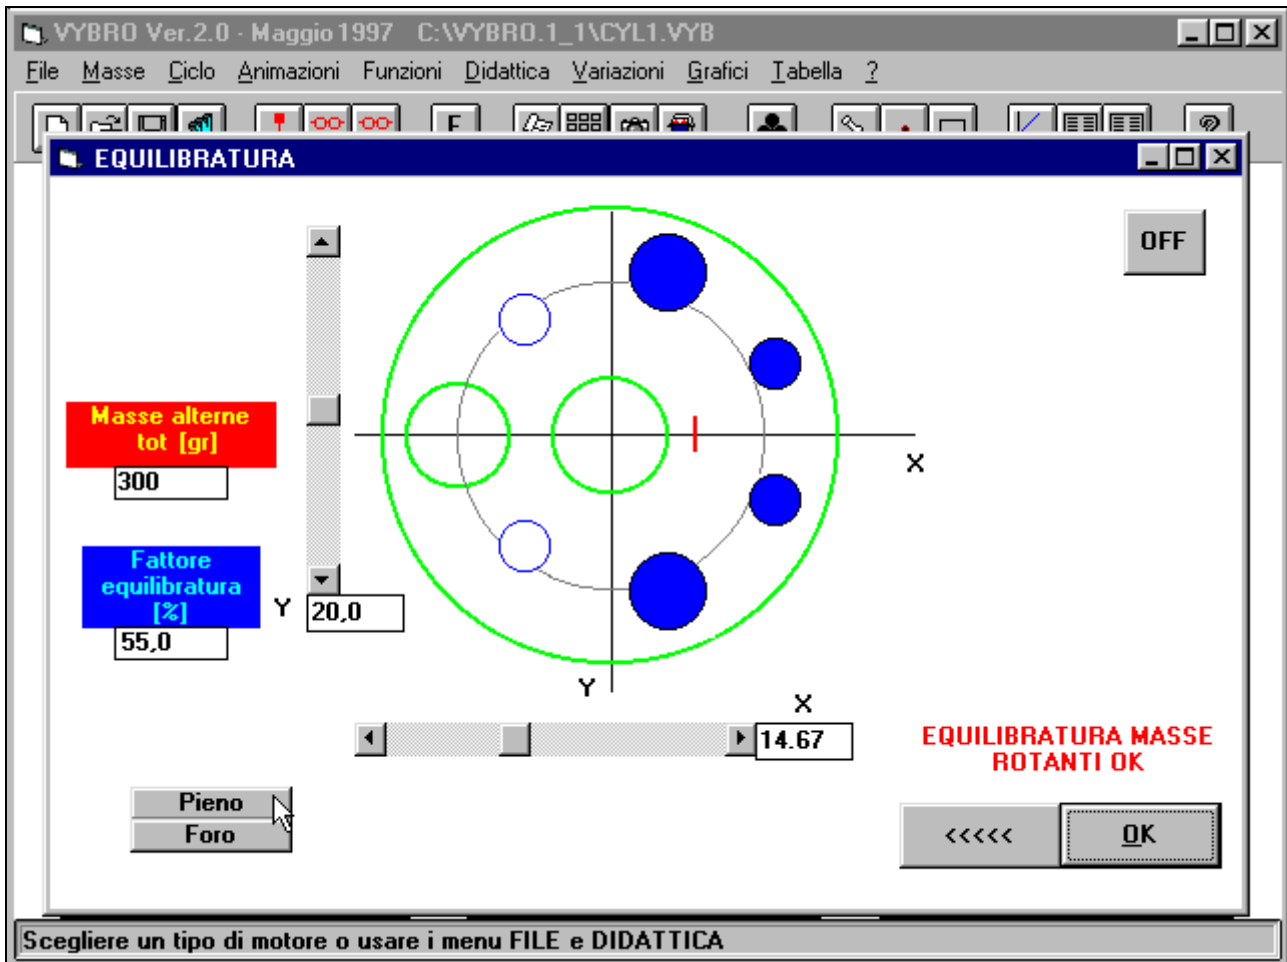 VYBRO Ver.2.0 - Maggio 1997 C:\VYBRO.1_1\CYL1.VYB
File Masse Ciclo Animazioni Funzioni Didattica Variazioni Grafici Tabella ?
F
EQUILIBRATURA
OFF
Masse alterne
tot [gr]
300
Fattore
equilibratura
[%]
55,0
Y
20,0
X
Y
X
14.67
EQUILIBRATURA MASSE
ROTANTI OK
Pieno
Foro
<<<<<
OK
Scegliere un tipo di motore o usare i menu FILE e DIDATTICA